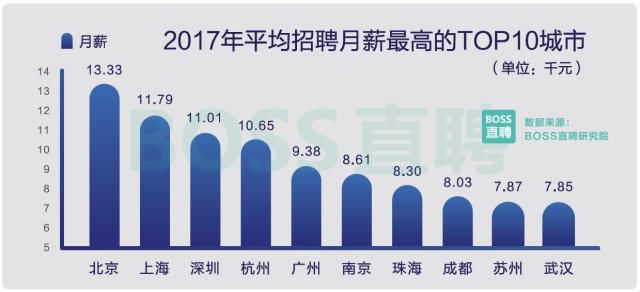 2017年平均招聘月薪最高的TOP10城市
（单位：千元）
月薪
BOSS直聘
BOSS
直聘
数据来源：
BOSS直聘研究院
14
13
12
11
10
9
8
7
6
5
13.33
11.79
11.01
10.65
9.38
8.61
8.30
8.03
7.87
7.85
北京 上海 深圳 杭州 广州 南京 珠海 成都 苏州 武汉